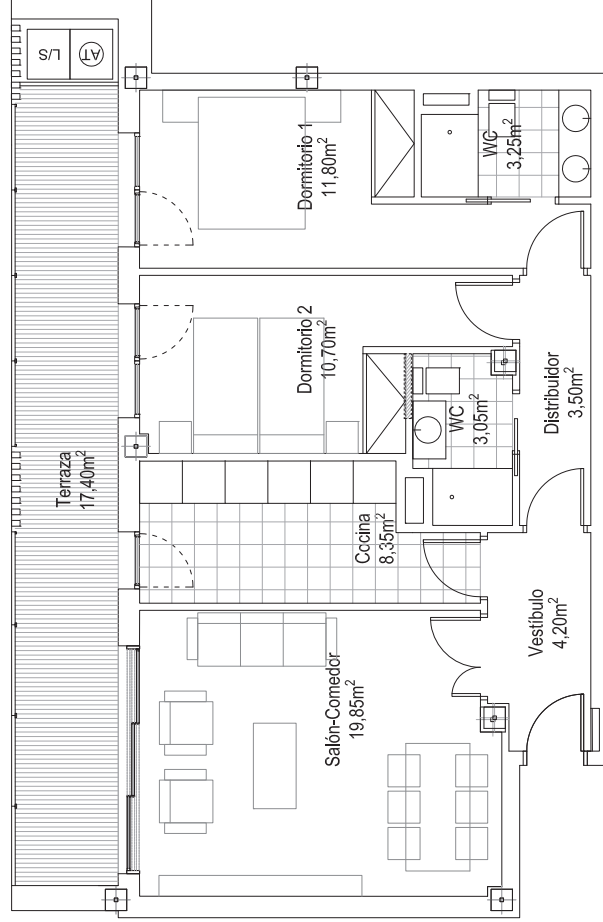 L/S
AT
Terraza
17,40m²
Dormitorio 1
11,80m²
WC
3,25m²
Dormitorio 2
10,70m²
WC
3,05m²
Distribuidor
3,50m²
Cocina
8,35m²
Vestíbulo
4,20m²
Salón-Comedor
19,85m²